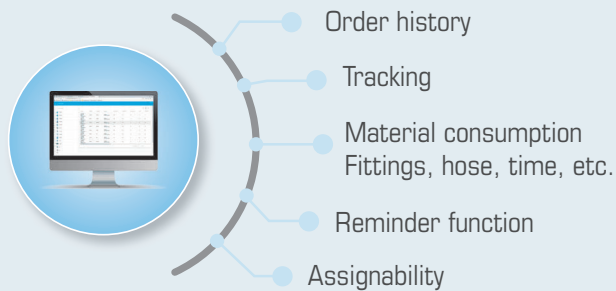 Order history
Tracking
Material consumption
Fittings, hose, time, etc.
Reminder function
Assignability